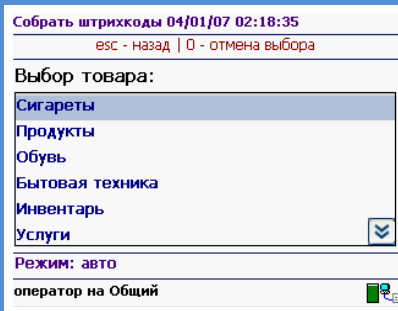 Собрать штрихкоды 04/01/07 02:18:35
esc - назад | 0 - отмена выбора
Выбор товара:
Сигареты
Продукты
Обувь
Бытовая техника
Инвентарь
Услуги
Режим: авто
оператор на Общий